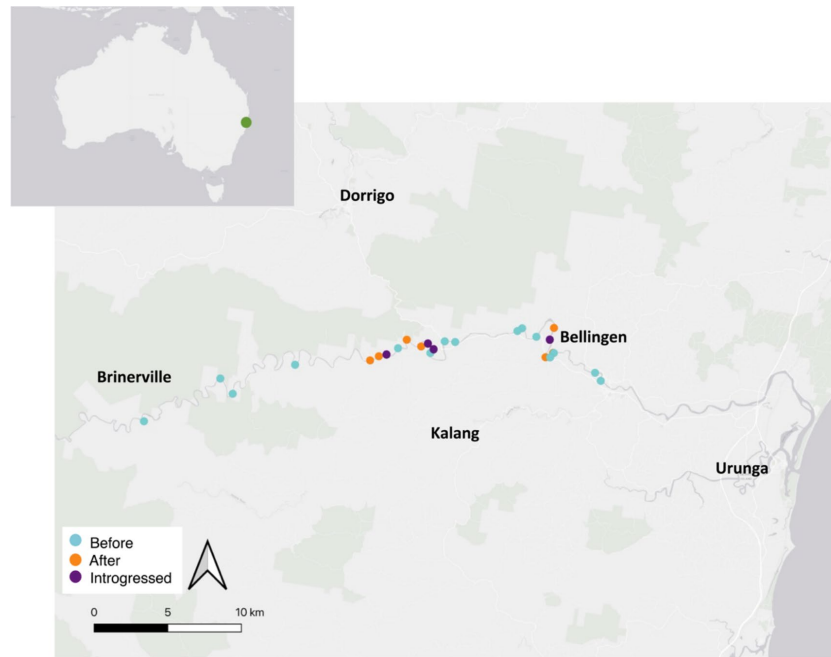 Dorrigo
Bellingen
Brinerville
Kalang
Urunga
Before
After
Introgressed
0 5 10 km